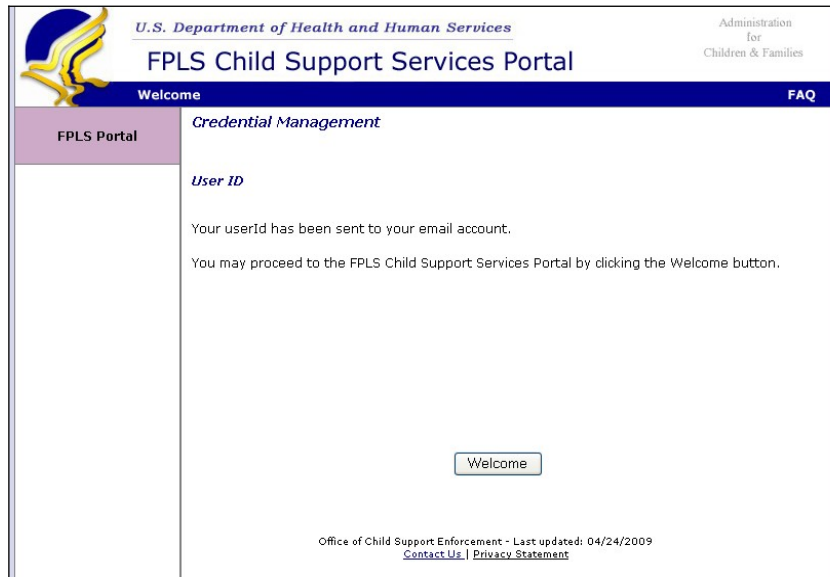 U.S. Department of Health and Human Services
FPLS Child Support Services Portal
Administration
for
Children & Families
Welcome FAQ
FPLS Portal
Credential Management
User ID
Your userId has been sent to your email account.
You may proceed to the FPLS Child Support Services Portal by clicking the Welcome button.
Welcome
Office of Child Support Enforcement - Last updated: 04/24/2009
Contact Us | Privacy Statement